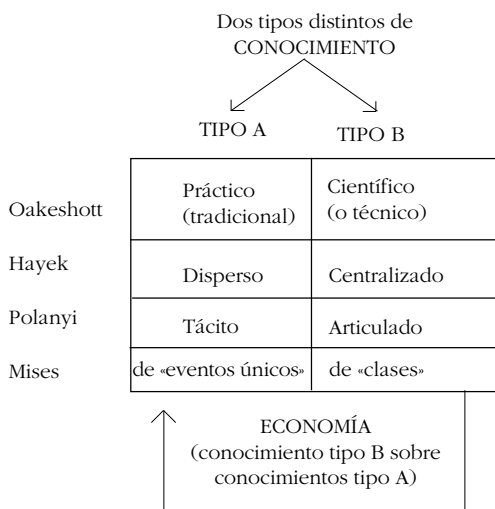 Dos tipos distintos de
CONOCIMIENTO
TIPO A
TIPO B
Oakeshott
Práctico
(tradicional)
Científico
(o técnico)
Hayek
Disperso
Centralizado
Polanyi
Tácito
Articulado
Mises
de «eventos únicos»
de «clases»
ECONOMÍA
(conocimiento tipo B sobre
conocimientos tipo A)